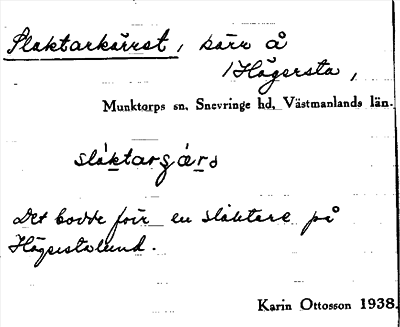 Slaktarkärret, kärr å
/Högersta,
Munktorps sn, Snevringe hd, Västmanlands län.
Det bodde förr en slaktare på
Högerstalund.
Karin Ottosson 1938.